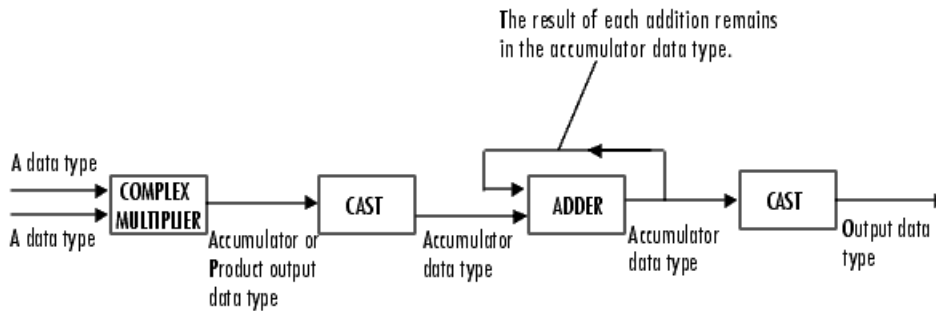 The result of each addition remains
in the accumulator data type.
A data type
A data type
COMPLEX
MULTIPLIER
Accumulator or
Product output
data type
CAST
Accumulator
data type
ADDER
Accumulator
data type
CAST
Output data
type